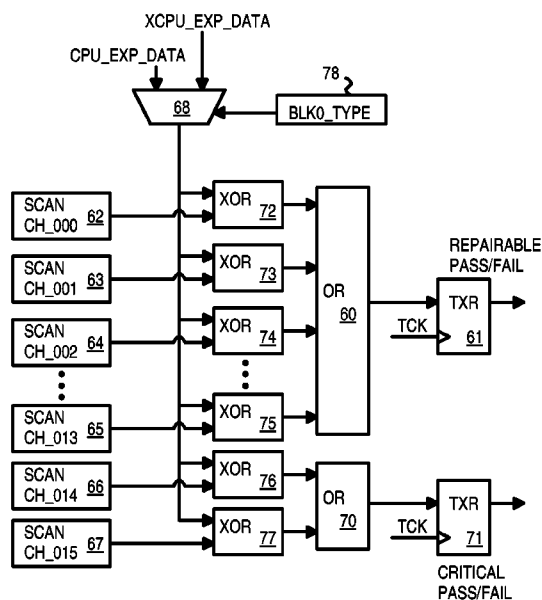 XCPU_EXP_DATA
CPU_EXP_DATA
78
68
BLK0_TYPE
SCAN
CH_000 62
XOR
72
SCAN
CH_001 63
XOR
73
SCAN
CH_002 64
XOR
74
OR
60
REPAIRABLE
PASS/FAIL
TXR
61
TCK
SCAN
CH_013 65
XOR
75
SCAN
CH_014 66
XOR
76
SCAN
CH_015 67
XOR
77
OR
70
TXR
71
TCK
CRITICAL
PASS/FAIL